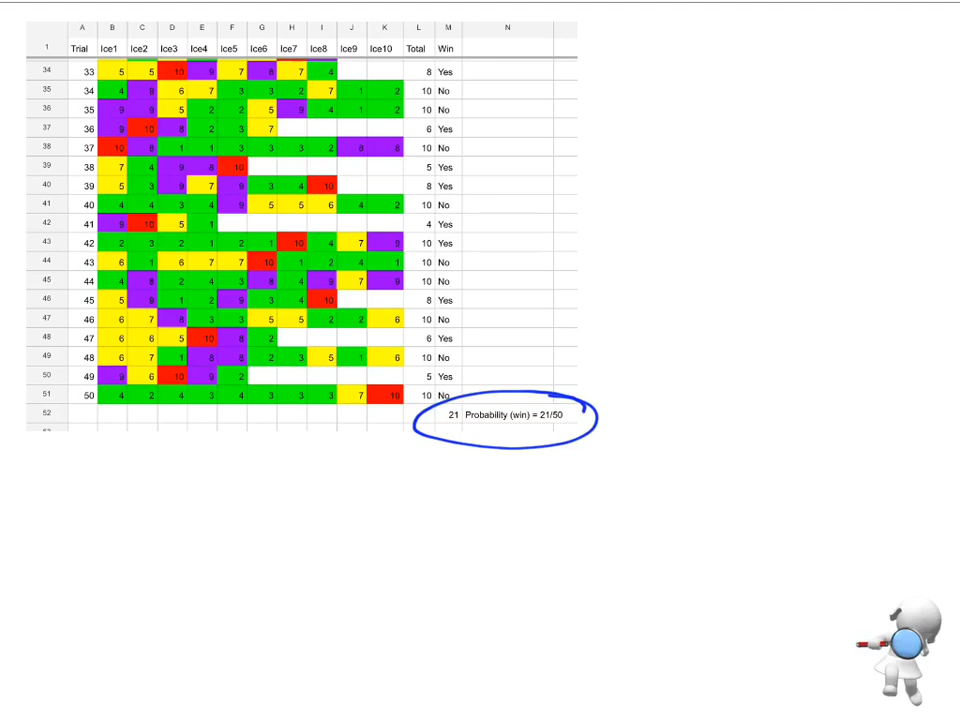 A B C D E F G H I J K L M N
1 Trial Ice1 Ice2 Ice3 Ice4 Ice5 Ice6 Ice7 Ice8 Ice9 Ice10 Total Win
34 33 5 5 10 9 7 8 7 4 8 Yes
35 34 4 9 6 7 3 3 2 7 1 2 10 No
36 35 9 9 5 2 2 5 9 4 1 2 10 No
37 36 9 10 8 2 3 7 6 Yes
38 37 10 8 1 1 3 3 3 2 8 8 10 No
39 38 7 4 9 8 10 5 Yes
40 39 5 3 9 7 9 3 4 10 8 Yes
41 40 4 4 3 4 9 5 5 6 4 2 10 No
42 41 9 10 5 1 4 Yes
43 42 2 3 2 1 2 1 10 4 7 9 10 Yes
44 43 6 1 6 7 7 10 1 2 4 1 10 No
45 44 4 8 2 4 3 8 4 9 7 9 10 No
46 45 5 9 1 2 9 3 4 10 8 Yes
47 46 6 7 8 3 3 5 5 2 2 6 10 No
48 47 6 6 5 10 8 2 6 Yes
49 48 6 7 1 8 8 2 3 5 1 6 10 No
50 49 9 6 10 9 2 5 Yes
51 50 4 2 4 3 4 3 3 3 7 10 10 No
52 21 Probability (win) = 21/50